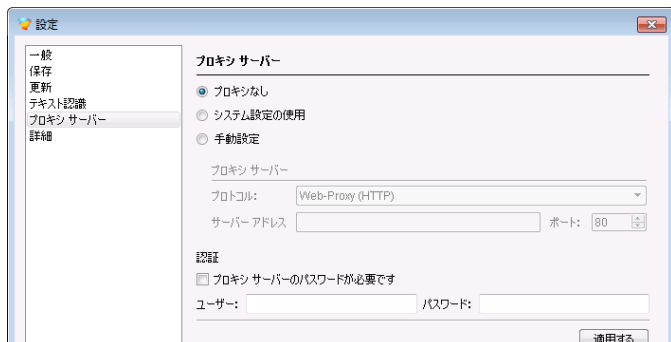 設定
一般
保存
更新
テキスト認識
プロキシ サーバー
詳細
プロキシ サーバー
プロキシなし
システム設定の使用
手動設定
プロキシ サーバー
プロトコル: Web-Proxy (HTTP)
サーバー アドレス ポート: 80
認証
プロキシ サーバーのパスワードが必要です
ユーザー: パスワード:
適用する